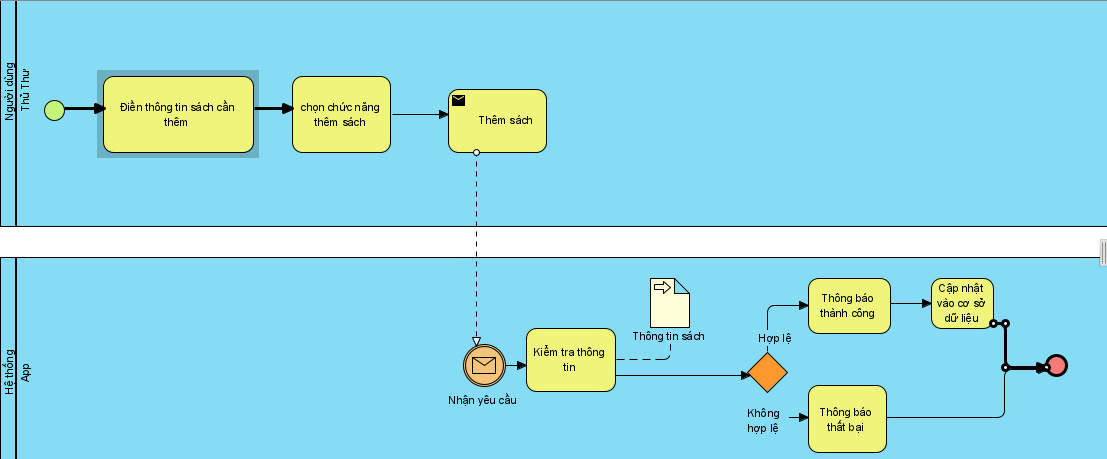 Người dùng
Thủ Thư
Điền thông tin sách cần
thêm
chọn chức năng
thêm sách
Thêm sách
Hệ thống
App
Nhận yêu cầu
Kiểm tra thông
tin
Thông tin sách
Hợp lệ
Không
hợp lệ
Thông báo
thành công
Cập nhật
vào cơ sở
dữ liệu
Thông báo
thất bại